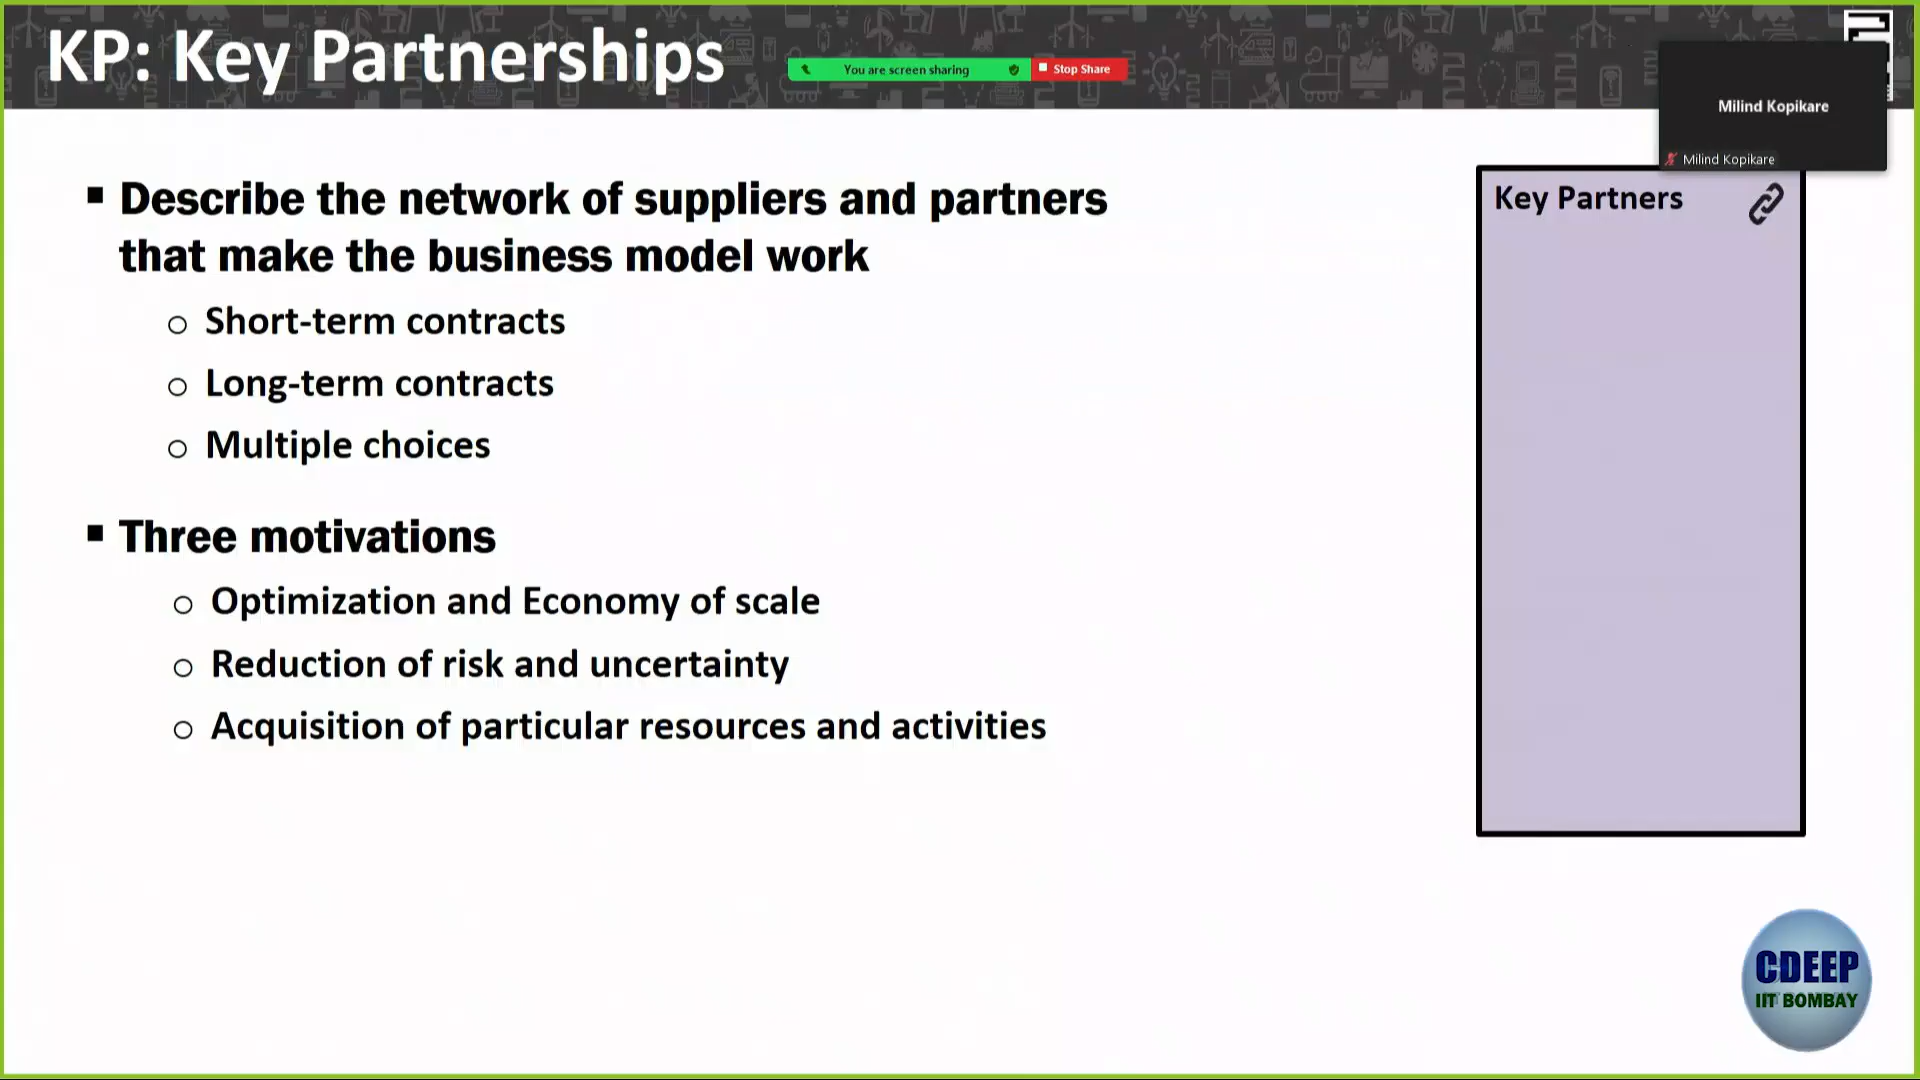 KP: Key Partnerships
You are screen sharing
Stop Share
Milind Kopikare
Milind Kopikare
Describe the network of suppliers and partners
that make the business model work
Short-term contracts
Long-term contracts
Multiple choices
Three motivations
Optimization and Economy of scale
Reduction of risk and uncertainty
Acquisition of particular resources and activities
Key Partners
CDEEP
IIT BOMBAY